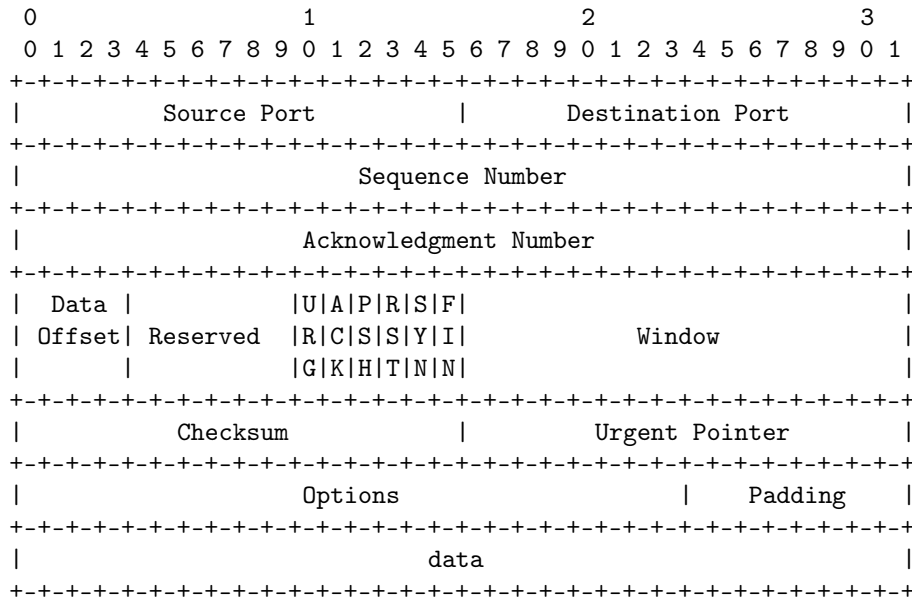 0                   1                   2                   3
 0 1 2 3 4 5 6 7 8 9 0 1 2 3 4 5 6 7 8 9 0 1 2 3 4 5 6 7 8 9 0 1
+-+-+-+-+-+-+-+-+-+-+-+-+-+-+-+-+-+-+-+-+-+-+-+-+-+-+-+-+-+-+-+-+
|          Source Port          |       Destination Port        |
+-+-+-+-+-+-+-+-+-+-+-+-+-+-+-+-+-+-+-+-+-+-+-+-+-+-+-+-+-+-+-+-+
|                        Sequence Number                        |
+-+-+-+-+-+-+-+-+-+-+-+-+-+-+-+-+-+-+-+-+-+-+-+-+-+-+-+-+-+-+-+-+
|                    Acknowledgment Number                      |
+-+-+-+-+-+-+-+-+-+-+-+-+-+-+-+-+-+-+-+-+-+-+-+-+-+-+-+-+-+-+-+-+
|  Data |           |U|A|P|R|S|F|                               |
| Offset| Reserved  |R|C|S|S|Y|I|            Window             |
|       |           |G|K|H|T|N|N|                               |
+-+-+-+-+-+-+-+-+-+-+-+-+-+-+-+-+-+-+-+-+-+-+-+-+-+-+-+-+-+-+-+-+
|           Checksum            |         Urgent Pointer        |
+-+-+-+-+-+-+-+-+-+-+-+-+-+-+-+-+-+-+-+-+-+-+-+-+-+-+-+-+-+-+-+-+
|                    Options                    |    Padding    |
+-+-+-+-+-+-+-+-+-+-+-+-+-+-+-+-+-+-+-+-+-+-+-+-+-+-+-+-+-+-+-+-+
|                             data                              |
+-+-+-+-+-+-+-+-+-+-+-+-+-+-+-+-+-+-+-+-+-+-+-+-+-+-+-+-+-+-+-+-+